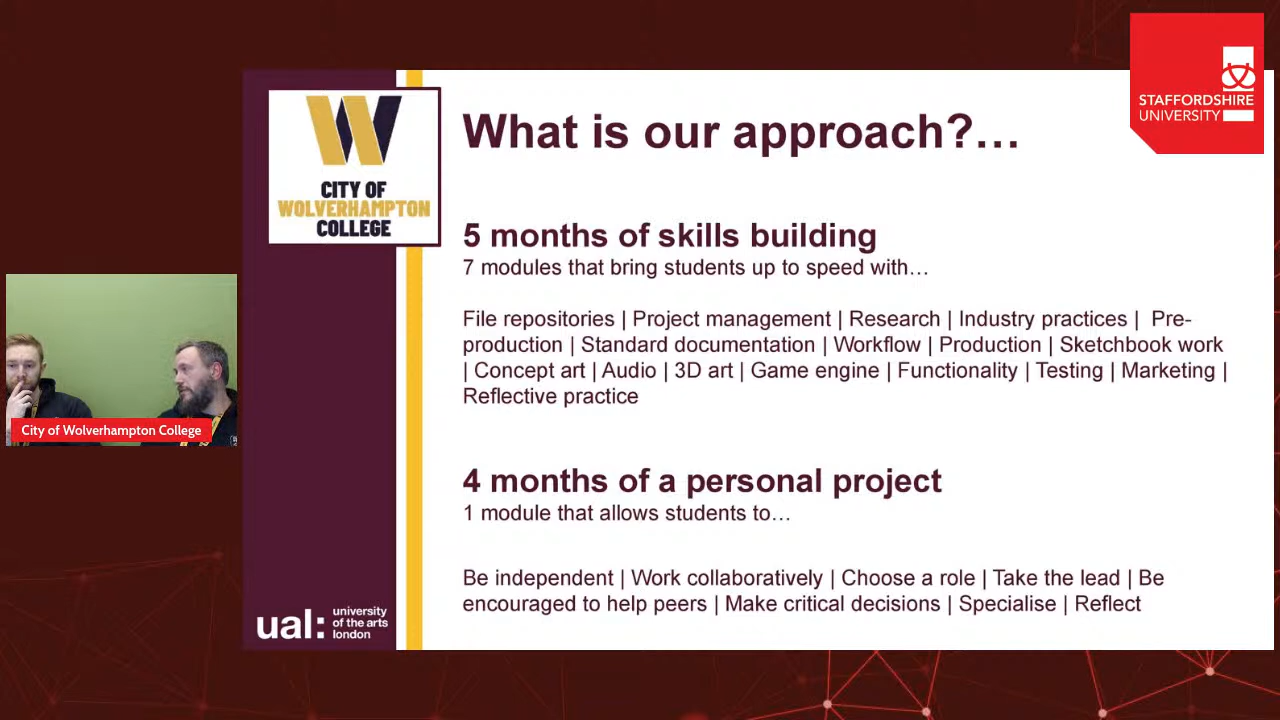 STAFFORDSHIRE
UNIVERSITY
W
CITY OF
WOLVERHAMPTON
COLLEGE
What is our approach?...
5 months of skills building
7 modules that bring students up to speed with...
File repositories | Project management | Research | Industry practices | Pre-
production | Standard documentation | Workflow | Production | Sketchbook work
| Concept art | Audio | 3D art | Game engine | Functionality | Testing | Marketing |
Reflective practice
City of Wolverhampton College
4 months of a personal project
1 module that allows students to...
Be independent | Work collaboratively | Choose a role | Take the lead | Be
encouraged to help peers | Make critical decisions | Specialise | Reflect
ual: university
of the arts
london